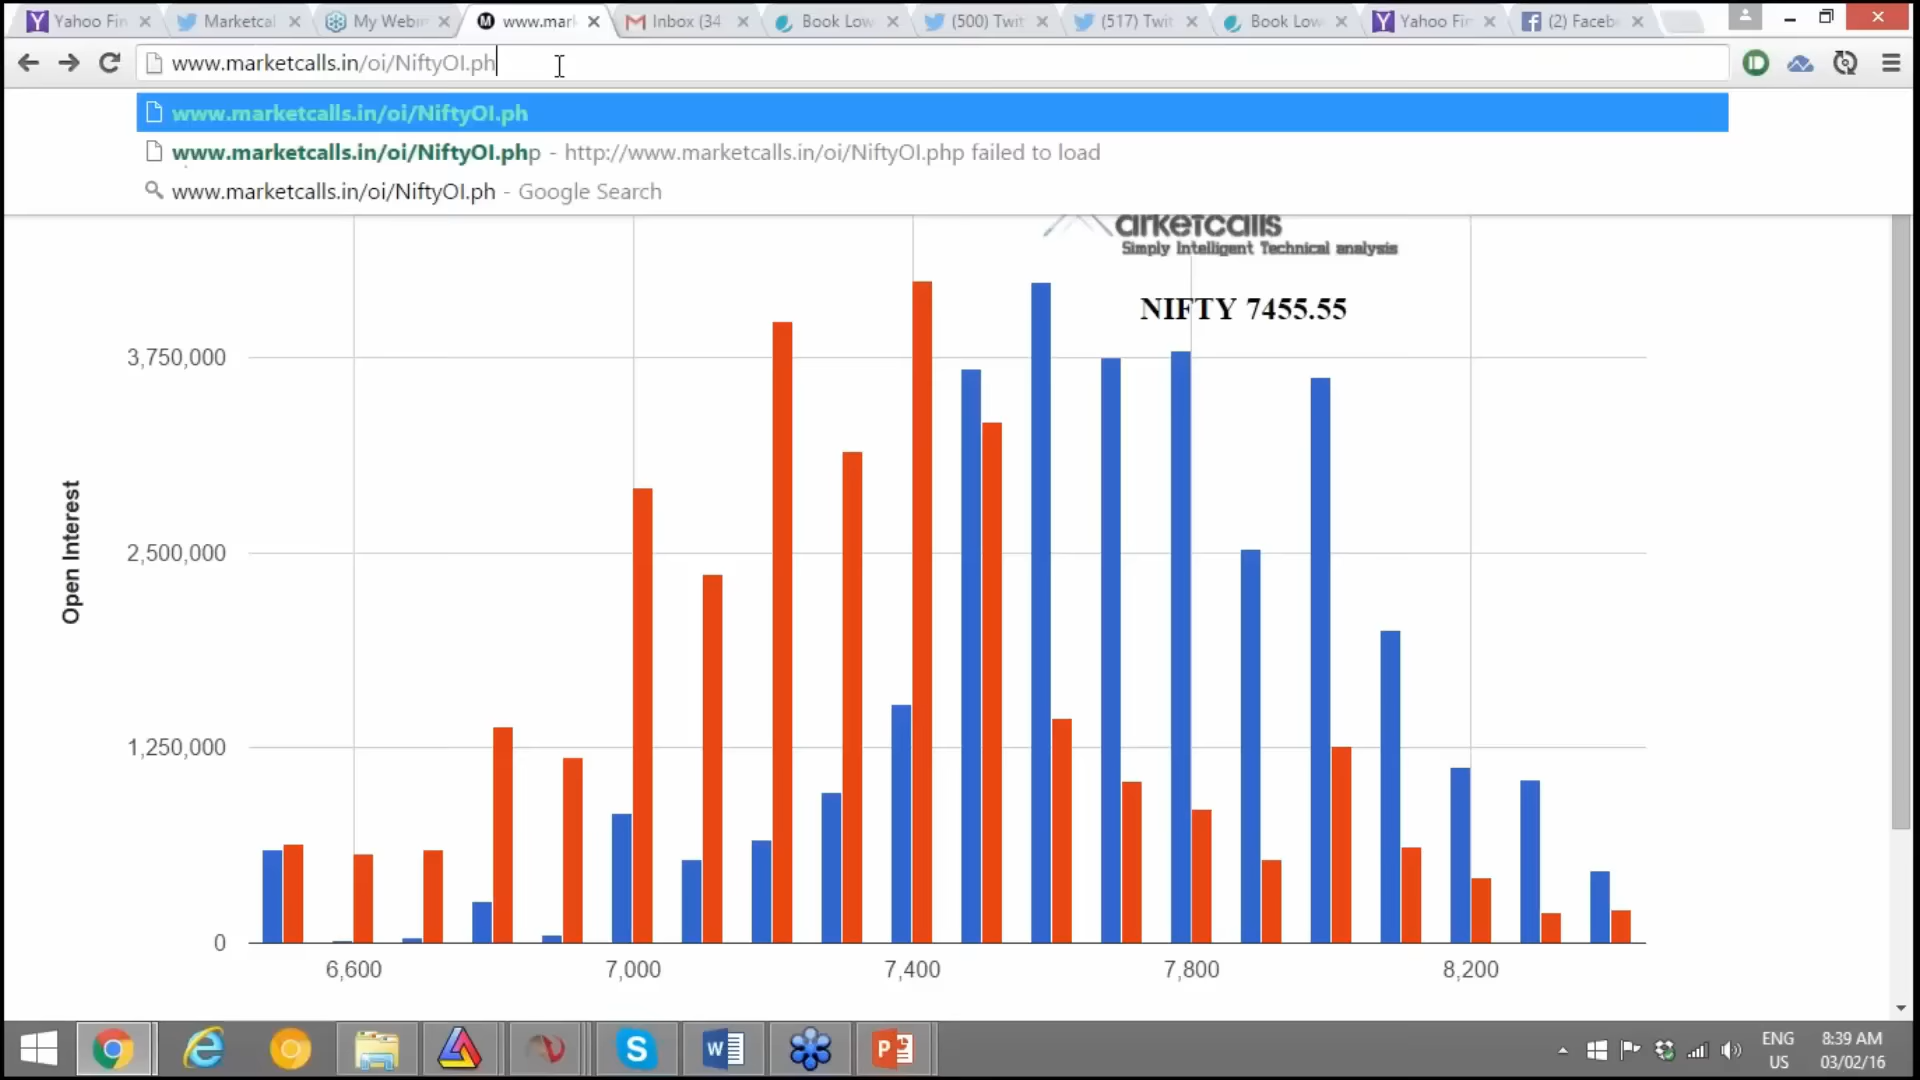 Yahoo Fin
Marketcal
My Webin
www.mark
Inbox (34
Book Low
(500) Twit
(517) Twit
Book Low
Yahoo Fin
(2) Faceb
www.marketcalls.in/oi/NiftyOI.ph
www.marketcalls.in/oi/NiftyOI.ph
www.marketcalls.in/oi/NiftyOI.php - http://www.marketcalls.in/oi/NiftyOI.php failed to load
www.marketcalls.in/oi/NiftyOI.ph - Google Search
arketcalls
Simply Intelligent Technical analysis
NIFTY 7455.55
3,750,000
2,500,000
1,250,000
0
Open Interest
6,600
7,000
7,400
7,800
8,200
ENG
US
8:39 AM
03/02/16